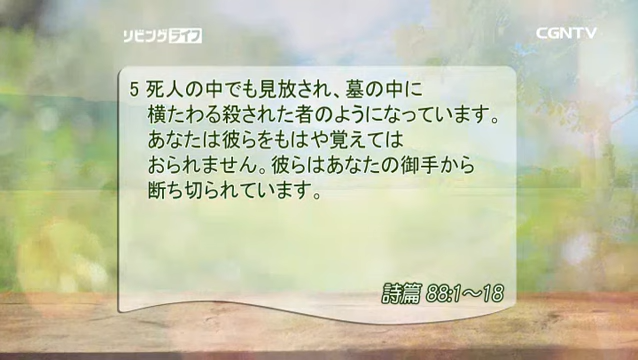 リビングライフ
CGNTV
5 死人の中でも見放され、墓の中に
横たわる殺された者のようになっています。
あなたは彼らをもはや覚えては
おられません。彼らはあなたの御手から
断ち切られています。
詩篇 88:1～18